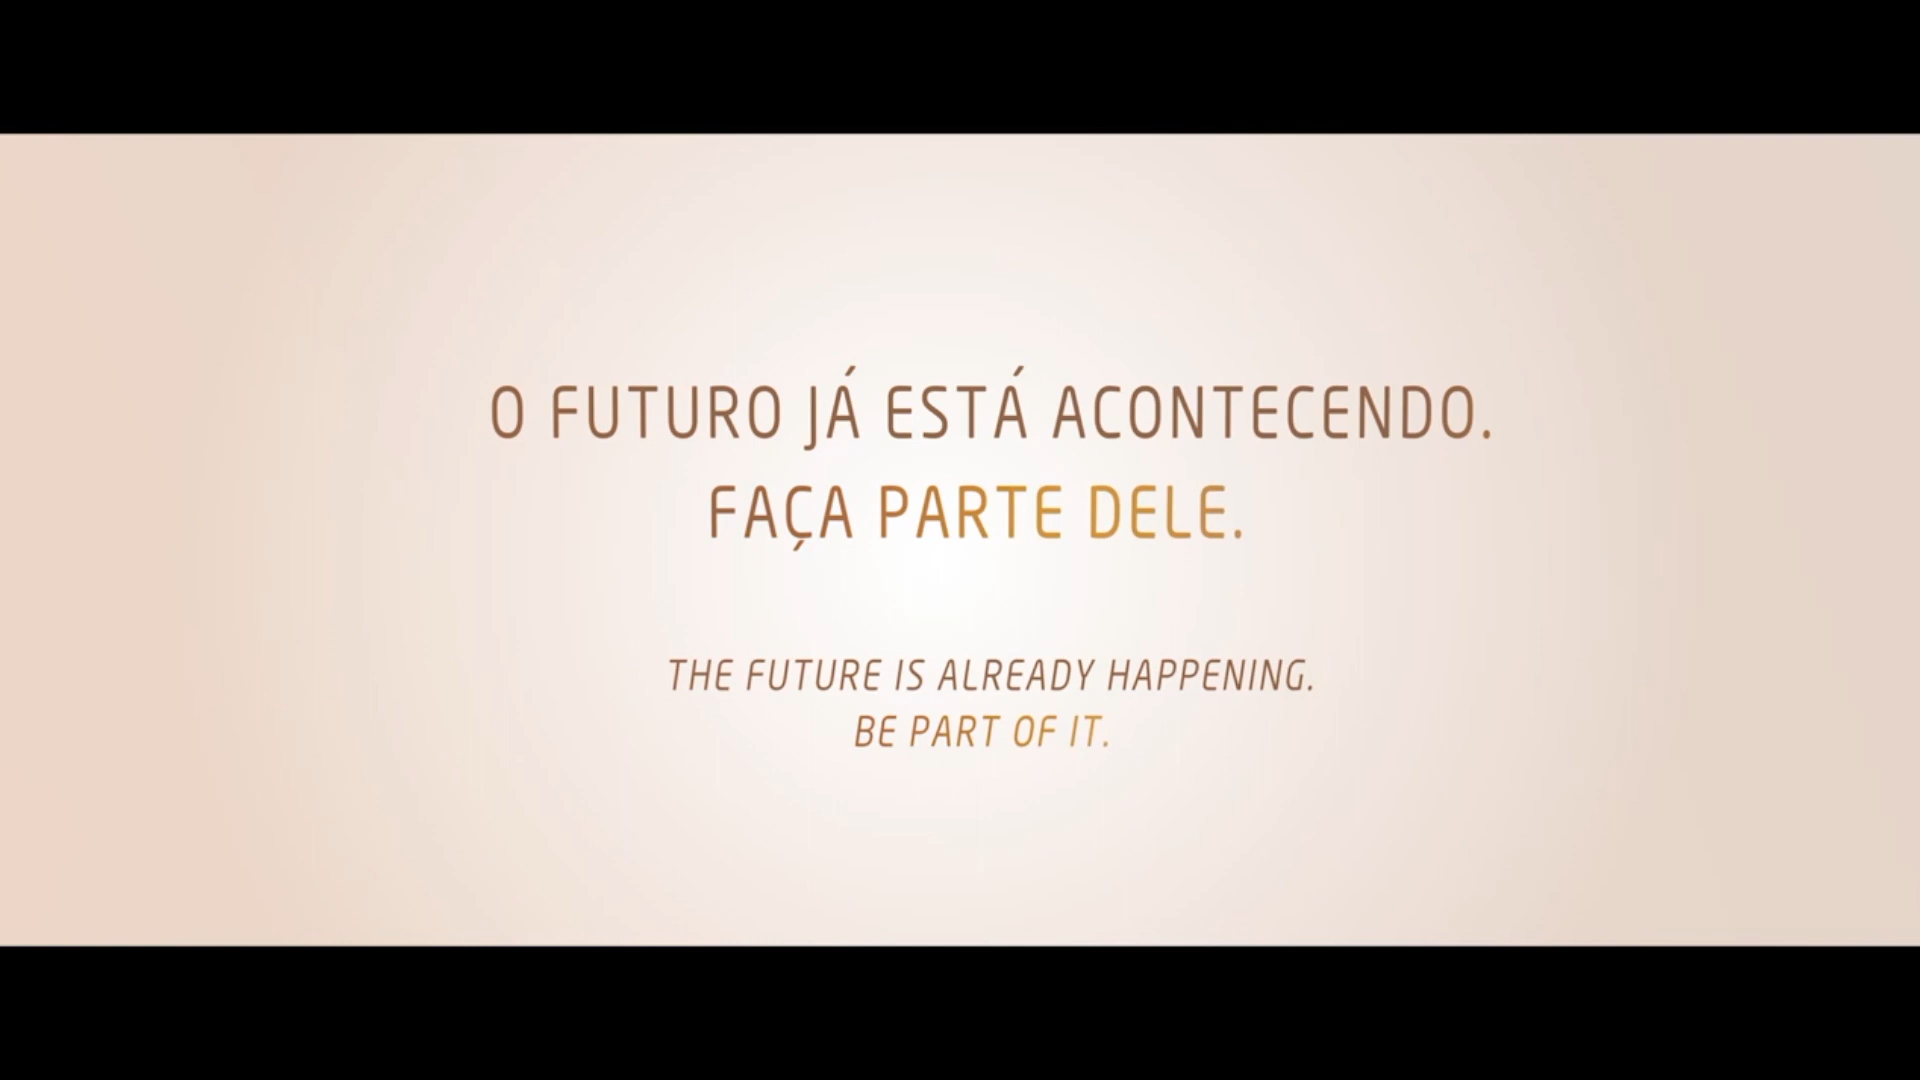 O FUTURO JÁ ESTÁ ACONTECENDO.
FAÇA PARTE DELE.
THE FUTURE IS ALREADY HAPPENING.
BE PART OF IT.